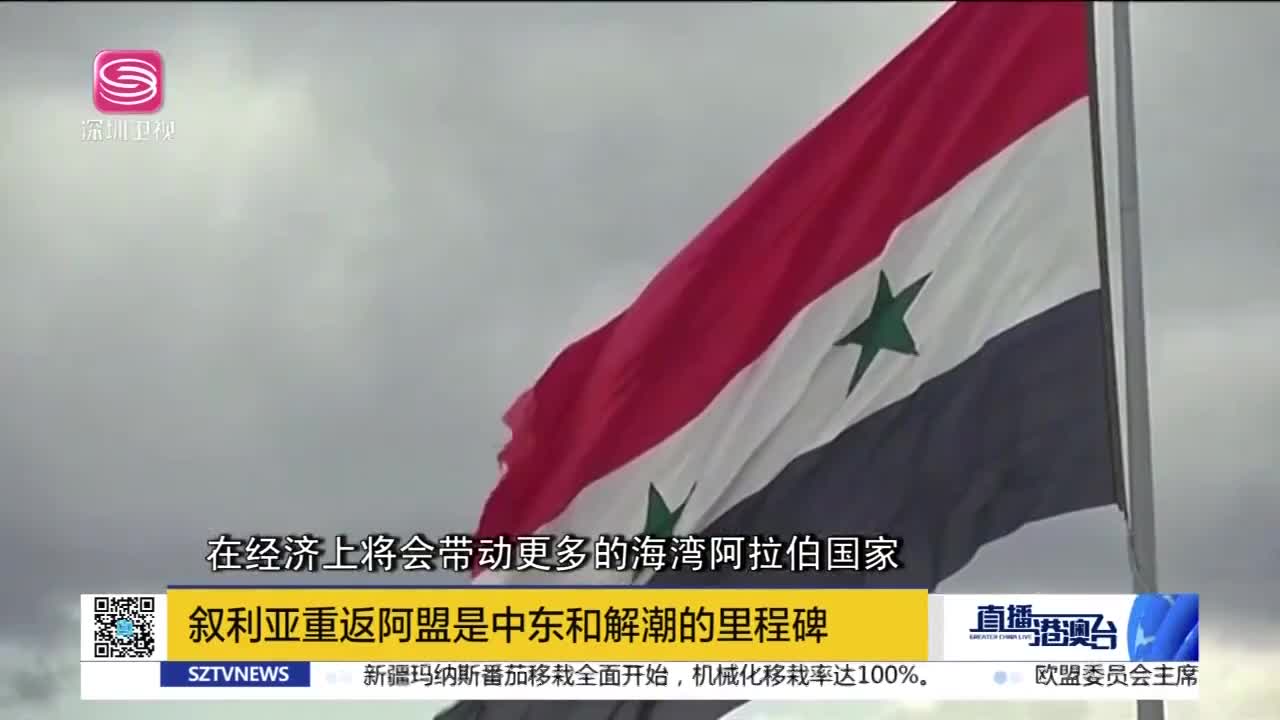 深圳卫视
在经济上将会带动更多的海湾阿拉伯国家
叙利亚重返阿盟是中东和解潮的里程碑
直播港澳台
GREATER CHINA LIVE
SZTVNEWS
新疆玛纳斯番茄移栽全面开始，机械化移栽率达100%。
欧盟委员会主席